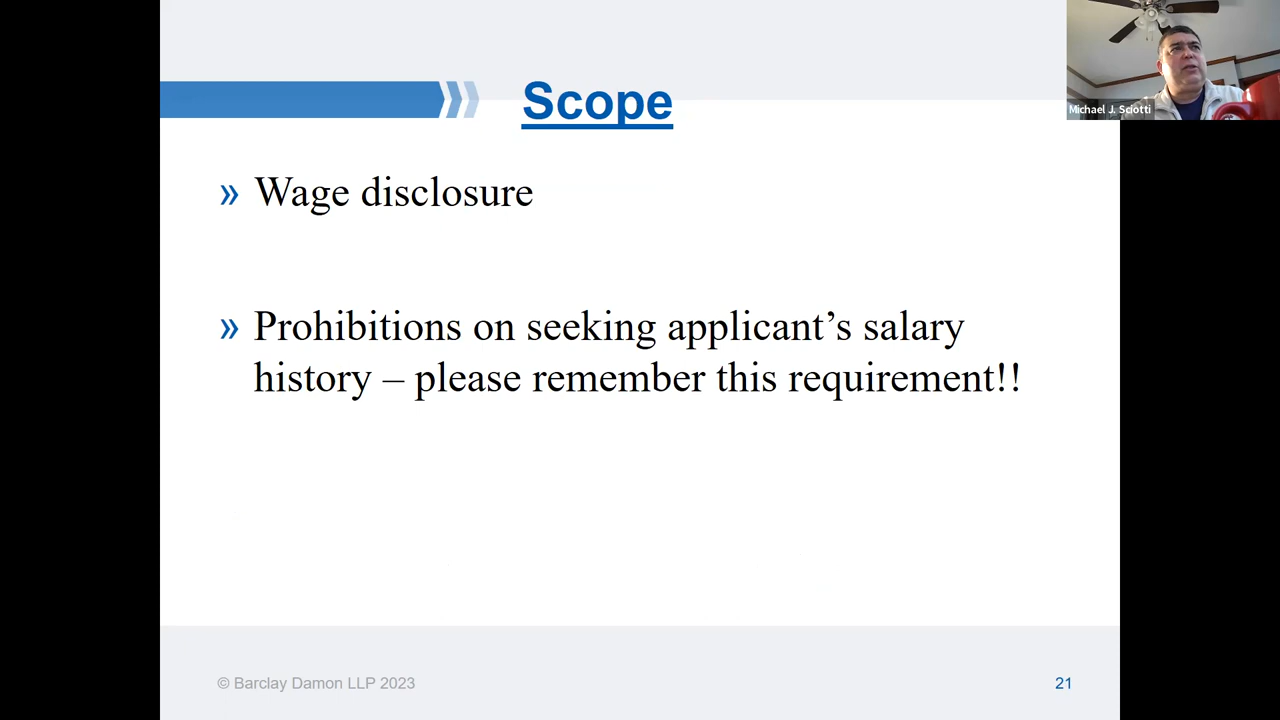 Scope
Michael J. Sciotti
» Wage disclosure
» Prohibitions on seeking applicant’s salary
history – please remember this requirement!!
© Barclay Damon LLP 2023
21